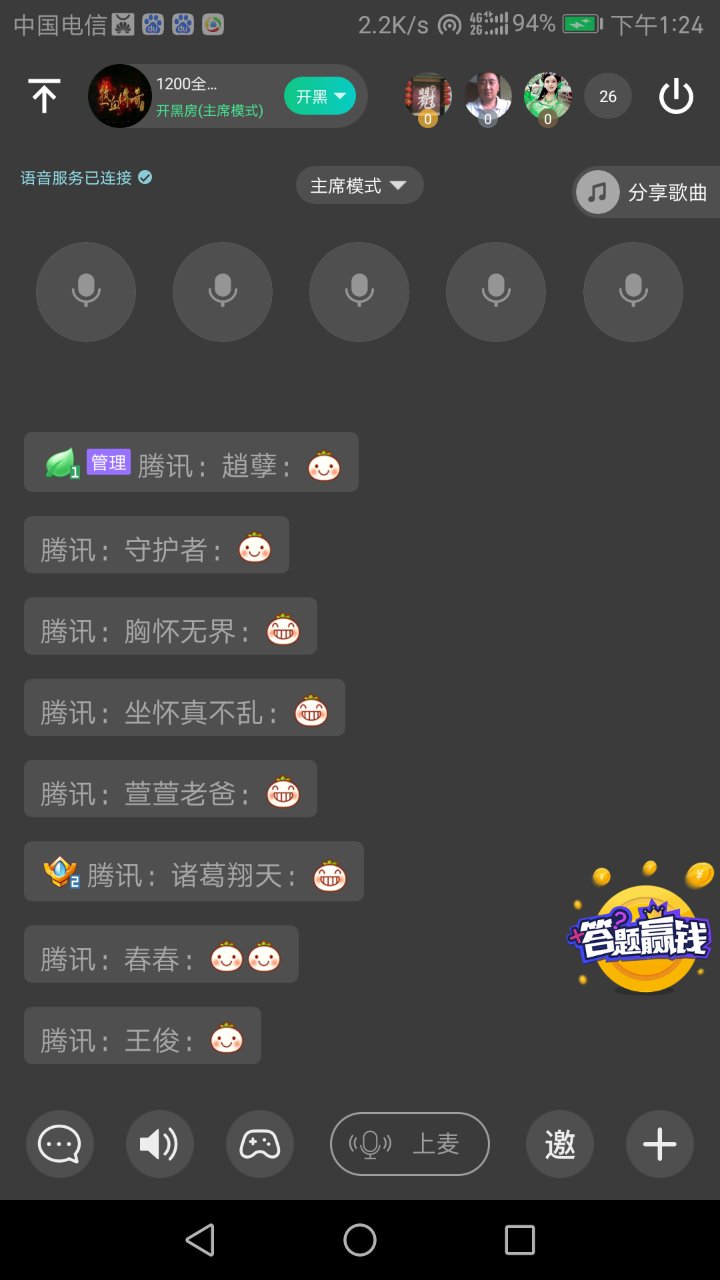 中国电信 2.2K/s 4G 2G 94% 下午1:24
1200全...
开黑房(主席模式)
开黑
0 0 0 26
语音服务已连接
主席模式
分享歌曲
1 管理 腾讯：趙孽：
腾讯：守护者：
腾讯：胸怀无界：
腾讯：坐怀真不乱：
腾讯：萱萱老爸：
2 腾讯：诸葛翔天：
答题赢钱
腾讯：春春：
腾讯：王俊：
上麦
邀